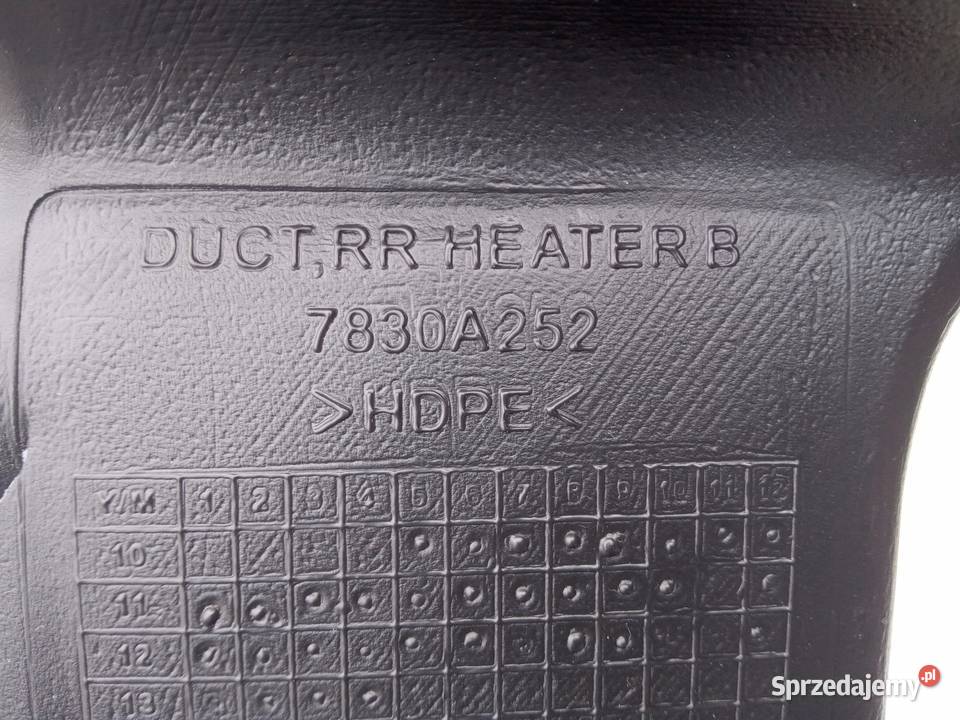 DUCT,RR HEATER B
7830A252
>HDPE<
Y/M 1 2 3 4 5 6 7 8 9 10 11 12
10
11
12
13
Sprzedajemy.pl